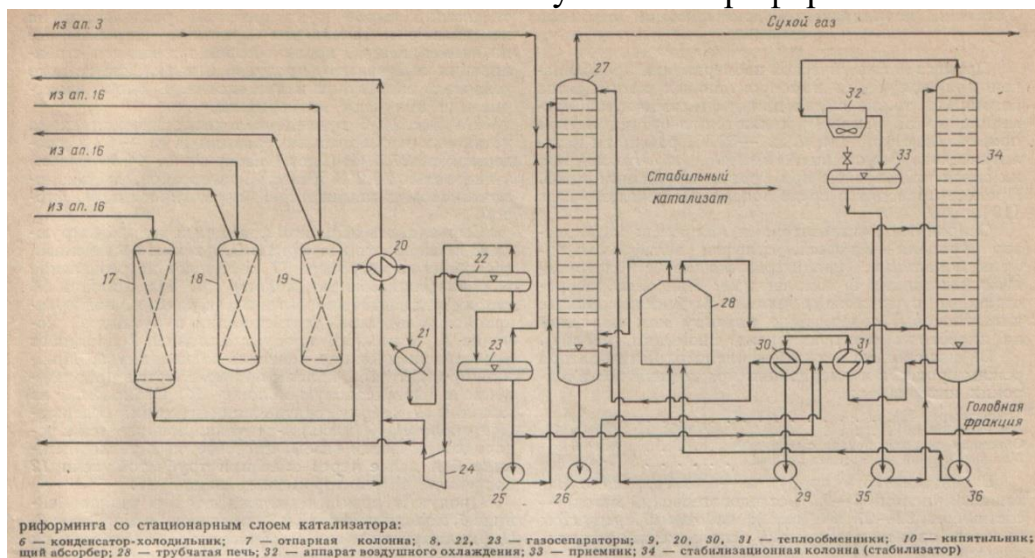 из ап. 3
Сухой газ
27
32
из ап. 16
33
34
из ап. 16
Стабильный
катализат
из ап. 16
20
17
18
19
22
28
21
23
30
31
Головная
фракция
24
25
26
29
35
36
риформинга со стационарным слоем катализатора:
6 — конденсатор-холодильник; 7 — отпарная колонна; 8, 22, 23 — газосепараторы; 9, 20, 30, 31 — теплообменники; 10 — кипятильник
щий абсорбер; 28 — трубчатая печь; 32 — аппарат воздушного охлаждения; 33 — приемник; 34 — стабилизационная колонна (стабилизатор)